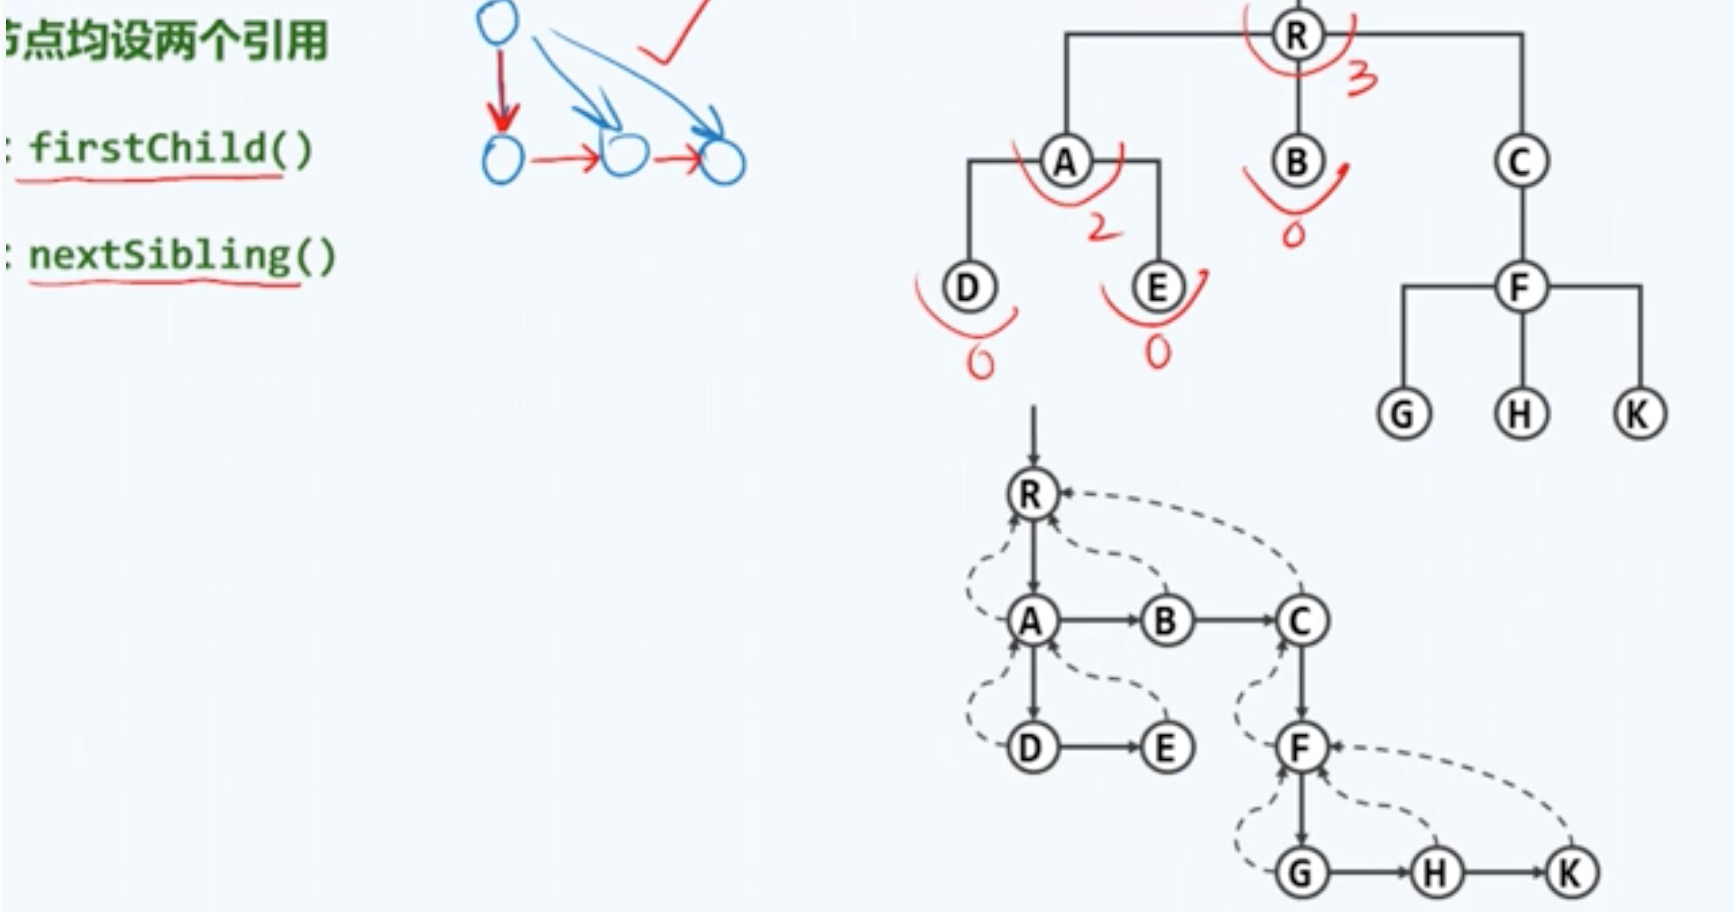 节点均设两个引用
: firstChild()
: nextSibling()
R
3
A
B
C
2
0
D
E
F
0
0
G
H
K
R
A
B
C
D
E
F
G
H
K